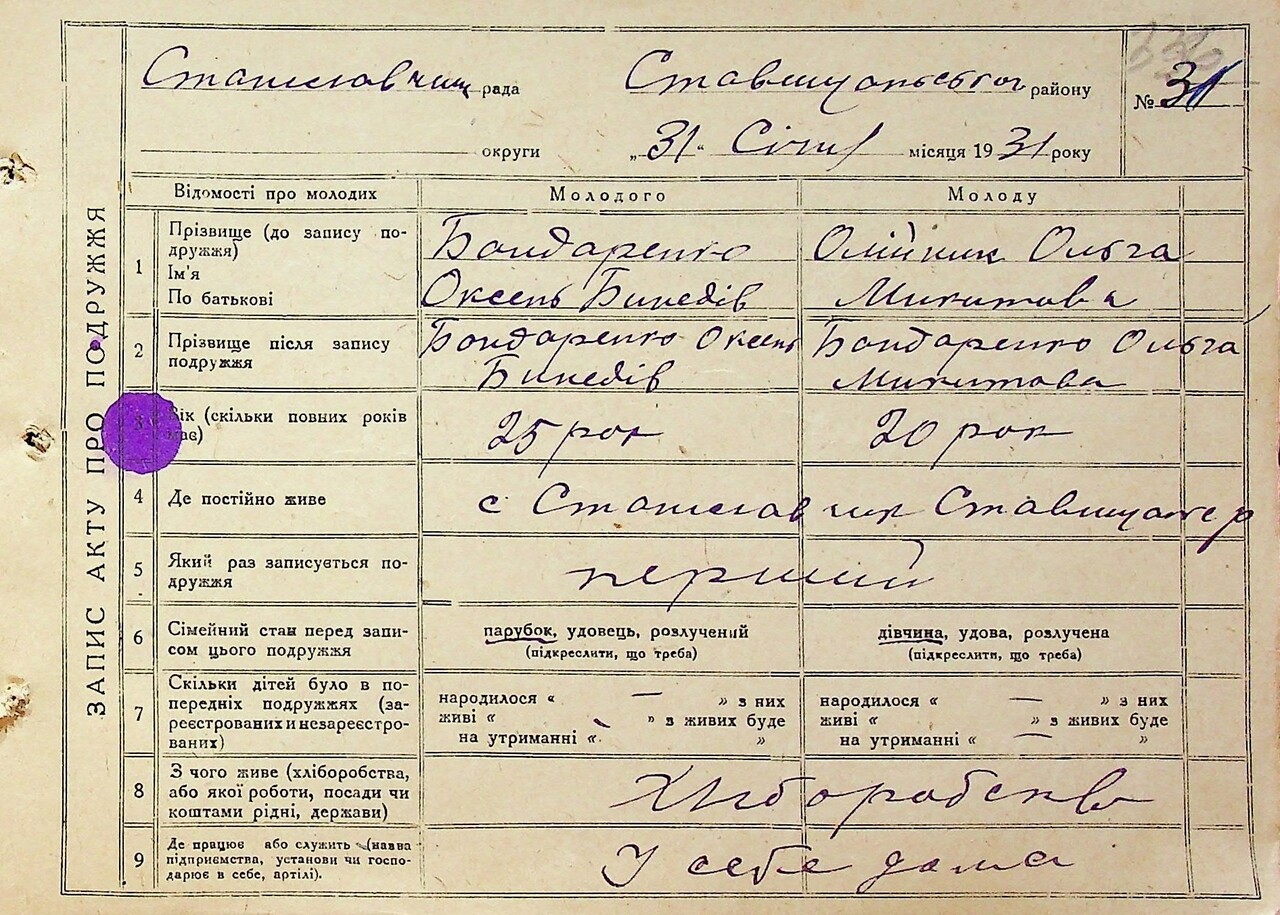 ЗАПИС АКТУ ПРО ПОДРУЖЖЯ
Станіславчик рада Ставищанського району № 31
округи „31“ Січня місяця 1931 року
Відомості про молодих Молодого Молоду
1 Прізвище (до запису подружжя) Бондаренко Олійник Ольга
Ім'я
По батькові Оксень Бинедів Микитова
2 Прізвище після запису Бондаренко Оксень Бондаренко Ольга
подружжя Бинедів Микитова
3 Вік (скільки повних років має) 25 рок 20 рок
4 Де постійно живе с Станіславчик
5 Який раз записується подружжя перший
6 Сімейний стан перед записом цього подружжя парубок, удовець, розлучений дівчина, удова, розлучена
(підкреслити, що треба) (підкреслити, що треба)
7 Скільки дітей було в попередніх подружжях (зареєстрованих и незареєстрованих)
народилося « — » з них народилося « — » з них
живі « » з живих буде живі « » з живих буде
на утриманні « » на утриманні « — »
8 З чого живе (хліборобства, або якої роботи, посади чи коштами рідні, держави) Хліборобство
9 Де працює або служить (назва підприємства, установи чи господарює в себе, артілі). У себе дома